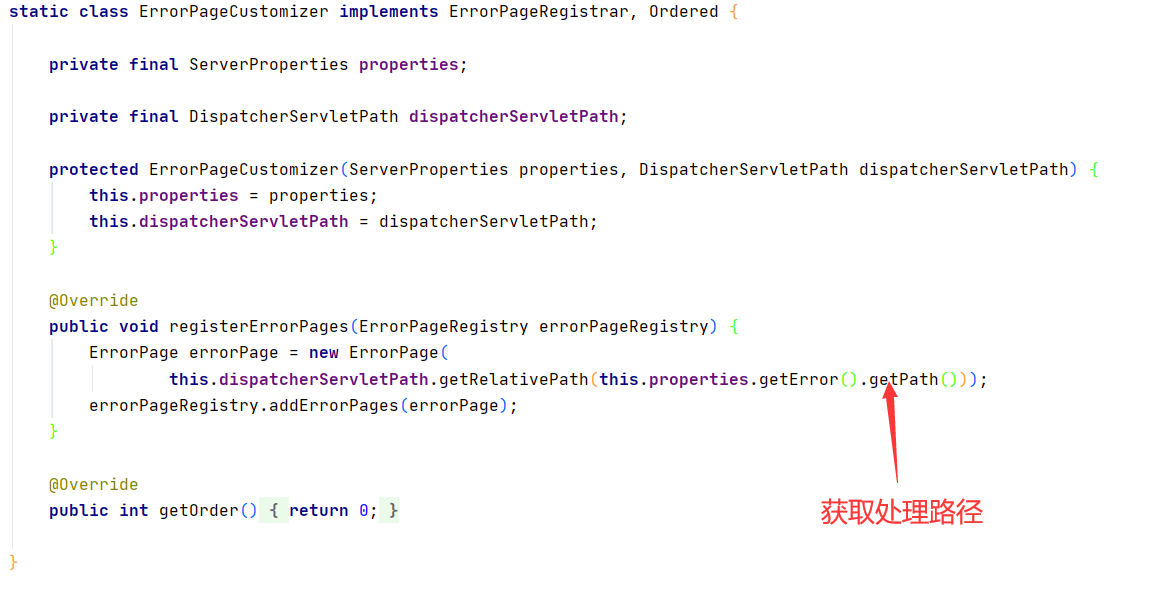 static class ErrorPageCustomizer implements ErrorPageRegistrar, Ordered {
private final ServerProperties properties;
private final DispatcherServletPath dispatcherServletPath;
protected ErrorPageCustomizer(ServerProperties properties, DispatcherServletPath dispatcherServletPath) {
this.properties = properties;
this.dispatcherServletPath = dispatcherServletPath;
}
@Override
public void registerErrorPages(ErrorPageRegistry errorPageRegistry) {
ErrorPage errorPage = new ErrorPage(
this.dispatcherServletPath.getRelativePath(this.properties.getError().getPath()));
errorPageRegistry.addErrorPages(errorPage);
}
@Override
public int getOrder() { return 0; }
获取处理路径
}